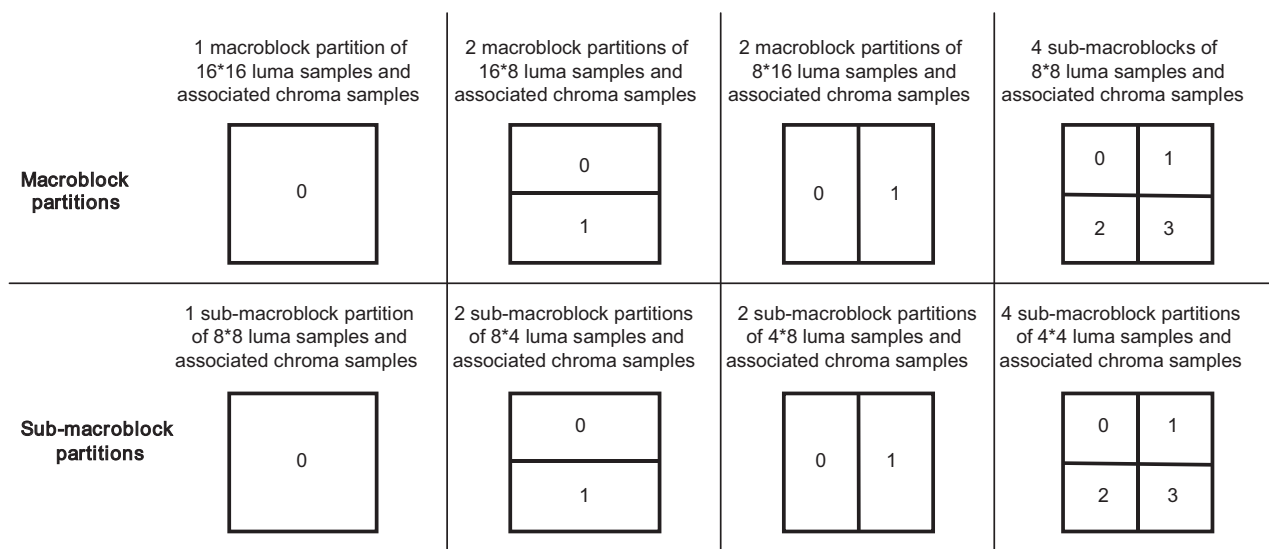 1 macroblock partition of
16*16 luma samples and
associated chroma samples
2 macroblock partitions of
16*8 luma samples and
associated chroma samples
2 macroblock partitions of
8*16 luma samples and
associated chroma samples
4 sub-macroblocks of
8*8 luma samples and
associated chroma samples
Macroblock
partitions
0
0
1
0
1
0
1
2
3
1 sub-macroblock partition
of 8*8 luma samples and
associated chroma samples
2 sub-macroblock partitions
of 8*4 luma samples and
associated chroma samples
2 sub-macroblock partitions
of 4*8 luma samples and
associated chroma samples
4 sub-macroblock partitions
of 4*4 luma samples and
associated chroma samples
Sub-macroblock
partitions
0
0
1
0
1
0
1
2
3